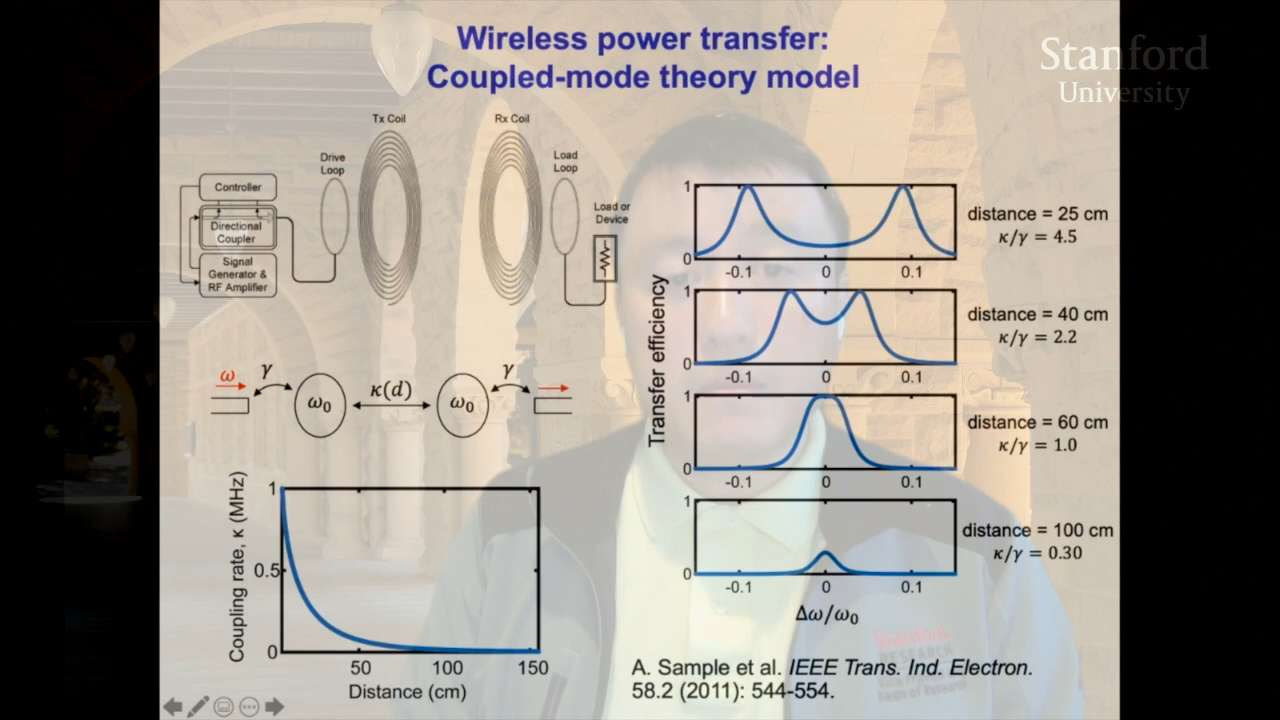 Wireless power transfer:
Coupled-mode theory model
Stanford
University
Tx Coil
Rx Coil
Drive
Loop
Load
Loop
Controller
Directional
Coupler
Signal
Generator &
RF Amplifier
Load or
Device
ω
γ
ω₀
κ(d)
ω₀
γ
Coupling rate, κ (MHz)
1
0.5
0
50
100
150
Distance (cm)
Transfer efficiency
1
0
-0.1
0
0.1
distance = 25 cm
κ/γ = 4.5
1
0
-0.1
0
0.1
distance = 40 cm
κ/γ = 2.2
1
0
-0.1
0
0.1
distance = 60 cm
κ/γ = 1.0
1
0
-0.1
0
0.1
distance = 100 cm
κ/γ = 0.30
Δω/ω₀
Stanford
RESEARCH
A. Sample et al. IEEE Trans. Ind. Electron.
58.2 (2011): 544-554.